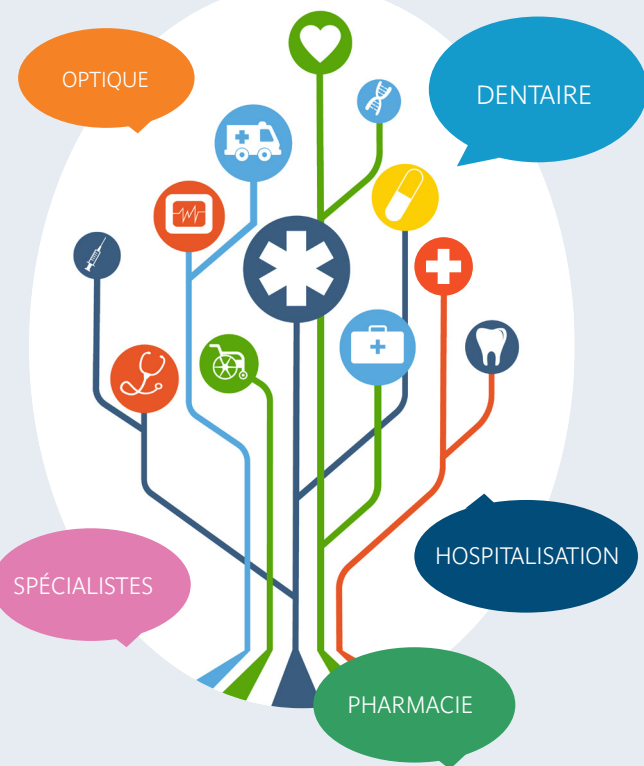 OPTIQUE
DENTAIRE
SPÉCIALISTES
HOSPITALISATION
PHARMACIE